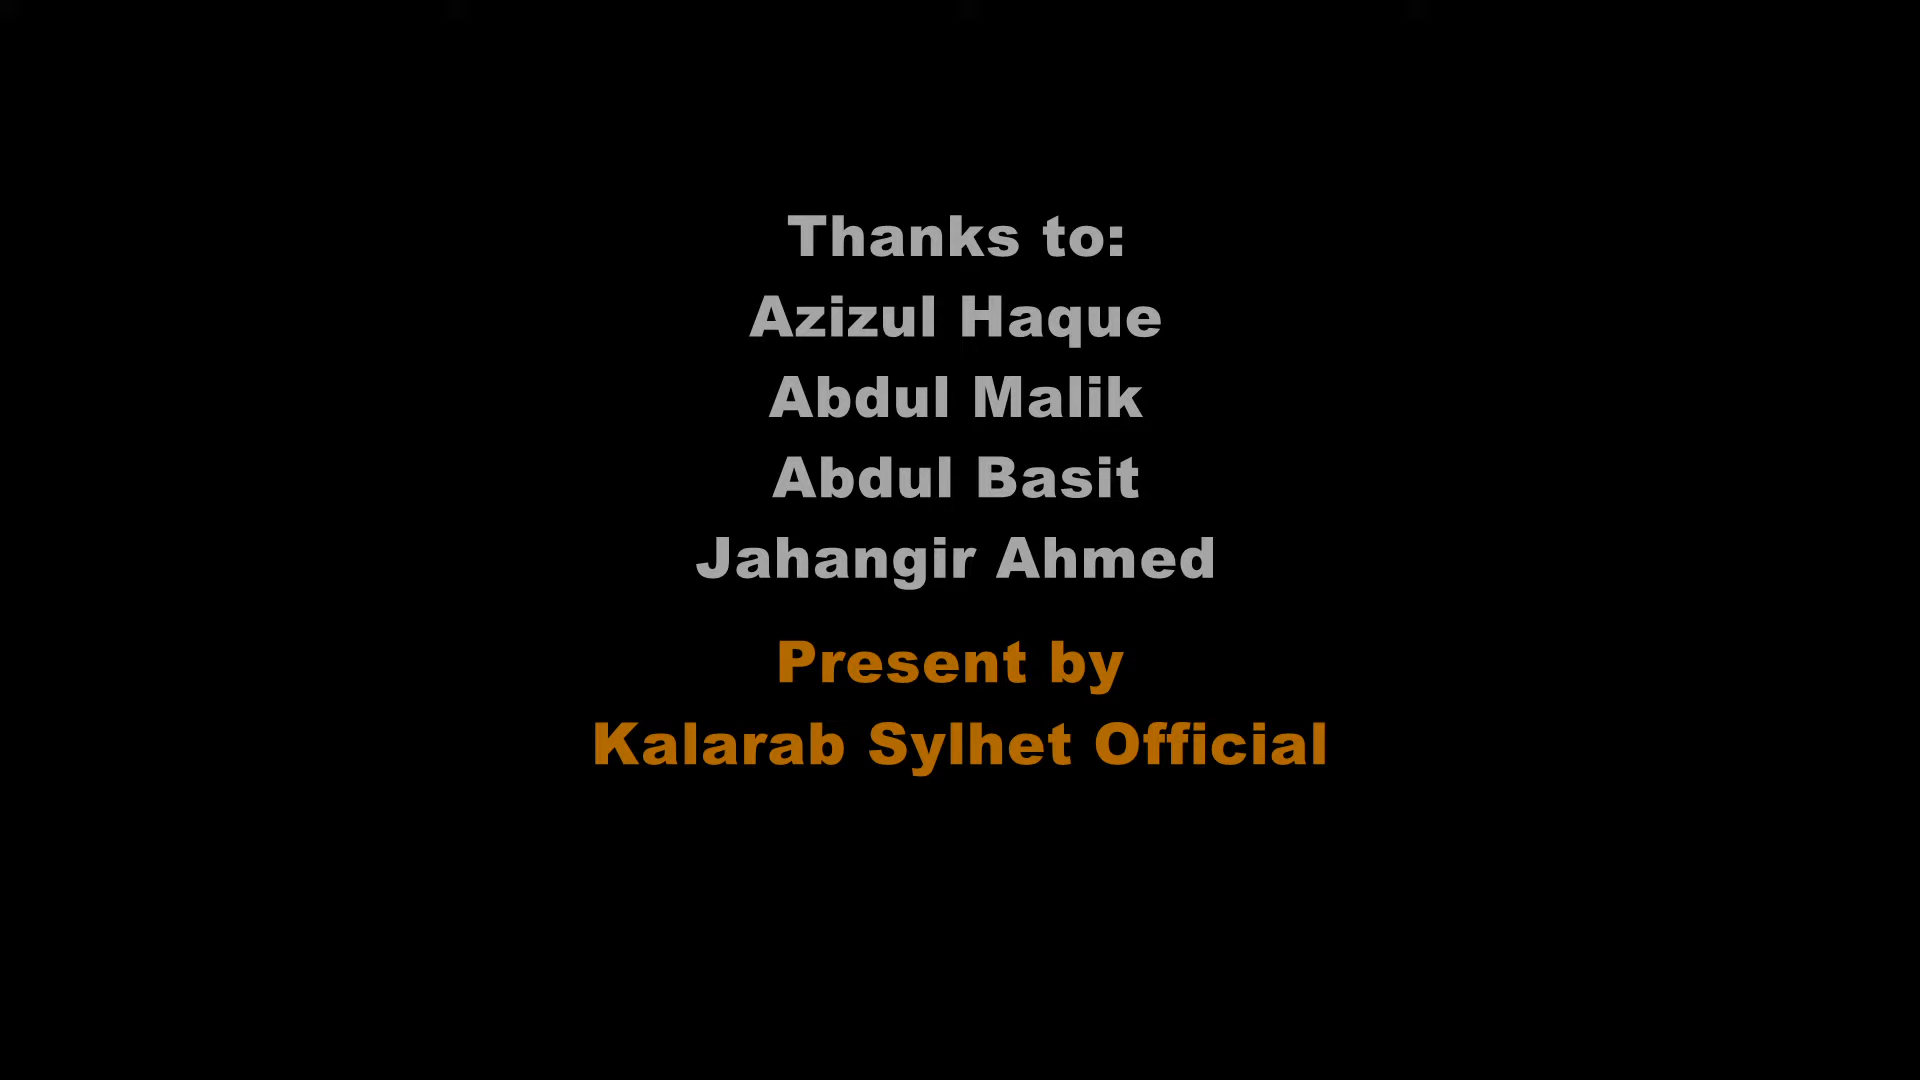 Thanks to:
Azizul Haque
Abdul Malik
Abdul Basit
Jahangir Ahmed
Present by
Kalarab Sylhet Official